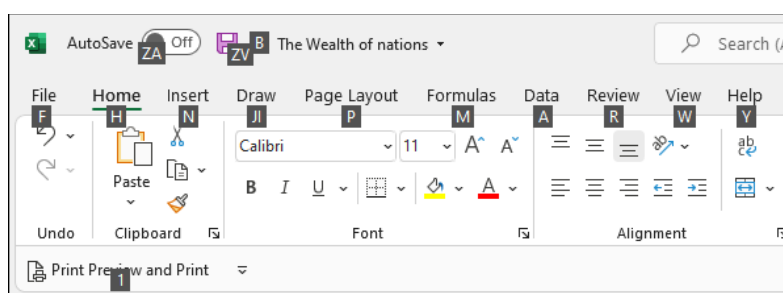 AutoSave Off The Wealth of nations Search (
ZA ZV B
File Home Insert Draw Page Layout Formulas Data Review View Help
F H N JI P M A R W Y
Calibri 11 A A ab
Paste B I U A
Undo Clipboard Font Alignment
Print Preview and Print
1